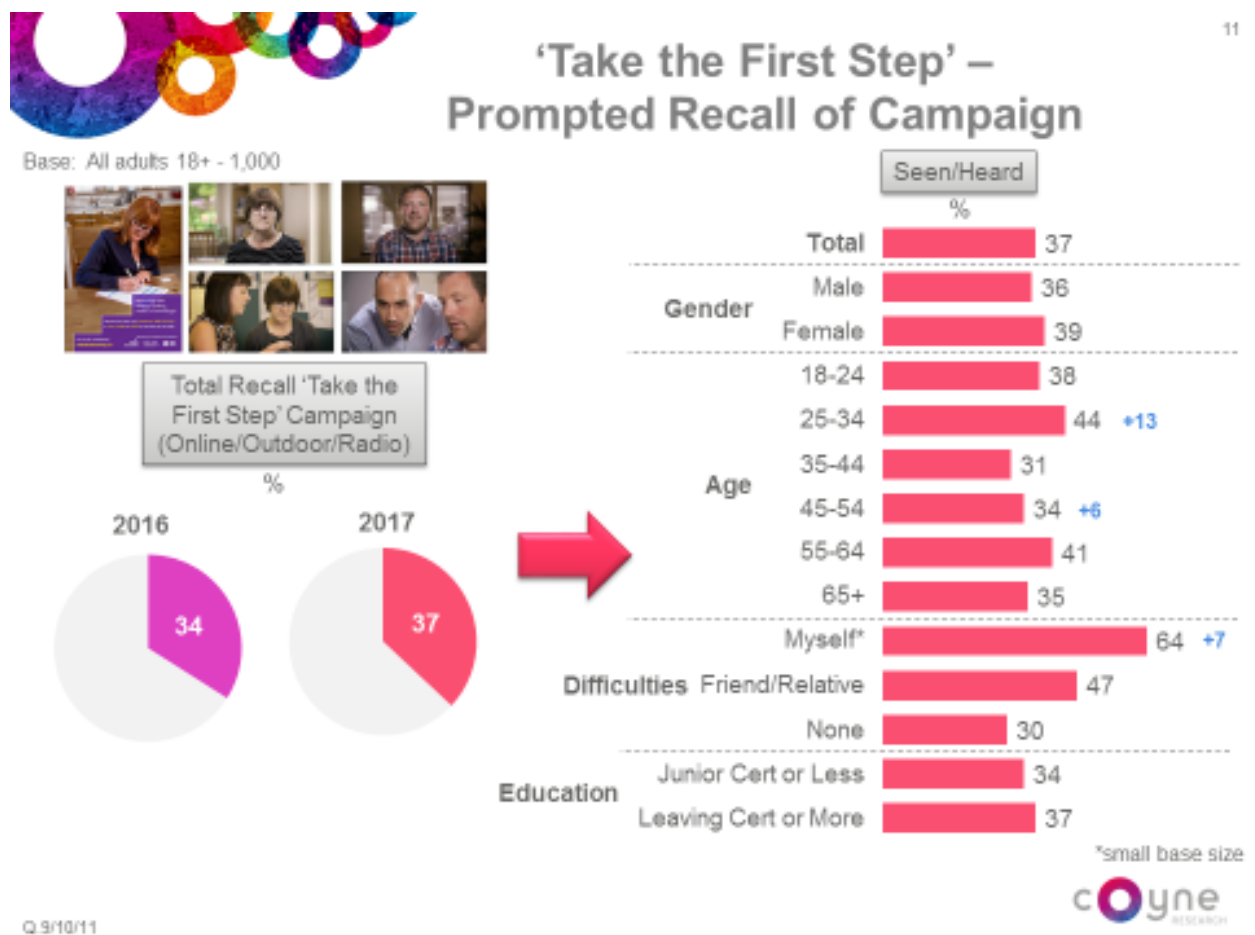 11
‘Take the First Step’ –
Prompted Recall of Campaign
Base: All adults 18+ - 1,000
Total Recall ‘Take the
First Step’ Campaign
(Online/Outdoor/Radio)
%
2016
34
2017
37
Seen/Heard
%
Total 37
Gender
Male 36
Female 39
Age
18-24 38
25-34 44 +13
35-44 31
45-54 34 +6
55-64 41
65+ 35
Difficulties
Myself* 64 +7
Friend/Relative 47
None 30
Education
Junior Cert or Less 34
Leaving Cert or More 37
*small base size
coyne
RESEARCH
Q.9/10/11